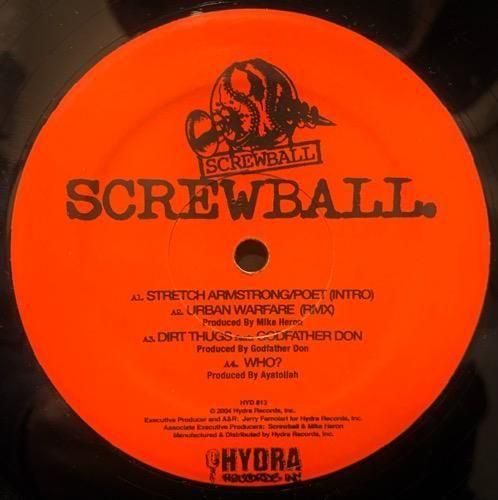 SCREWBALL
SCREWBALL.
A1. STRETCH ARMSTRONG/POET (INTRO)
A2. URBAN WARFARE (RMX)
Produced By Mike Heron
A3. DIRT THUGS feat. GODFATHER DON
Produced By Godfather Don
A4. WHO?
Produced By Ayatollah
HYD 813
© 2004 Hydra Records, Inc.
Executive Producer and A&R: Jerry Famolari for Hydra Records, Inc.
Associate Executive Producers: Screwball & Mike Heron
Manufactured & Distributed by Hydra Records, Inc.
HYDRA
RECORDS INC